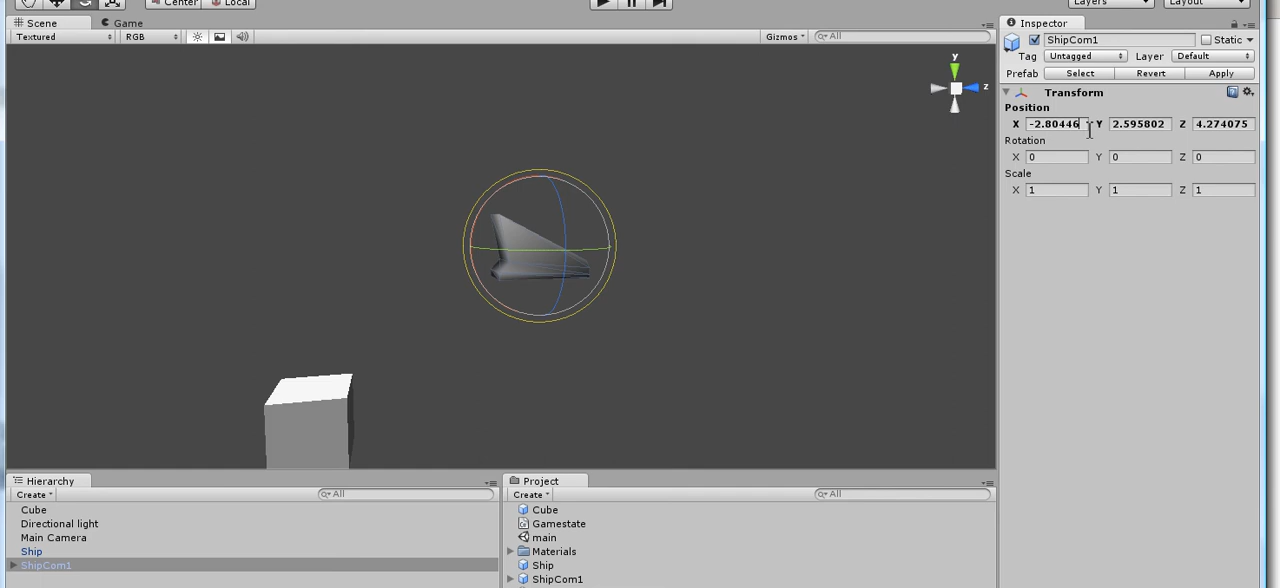 Center Local Layers Layout
Scene Game
Textured RGB Gizmos All
y
z
Inspector
ShipCom1 Static
Tag Untagged Layer Default
Prefab Select Revert Apply
Transform
Position
X -2.80446 Y 2.595802 Z 4.274075
Rotation
X 0 Y 0 Z 0
Scale
X 1 Y 1 Z 1
Hierarchy
Create All
Cube
Directional light
Main Camera
Ship
ShipCom1
Project
Create All
Cube
Gamestate
main
Materials
Ship
ShipCom1